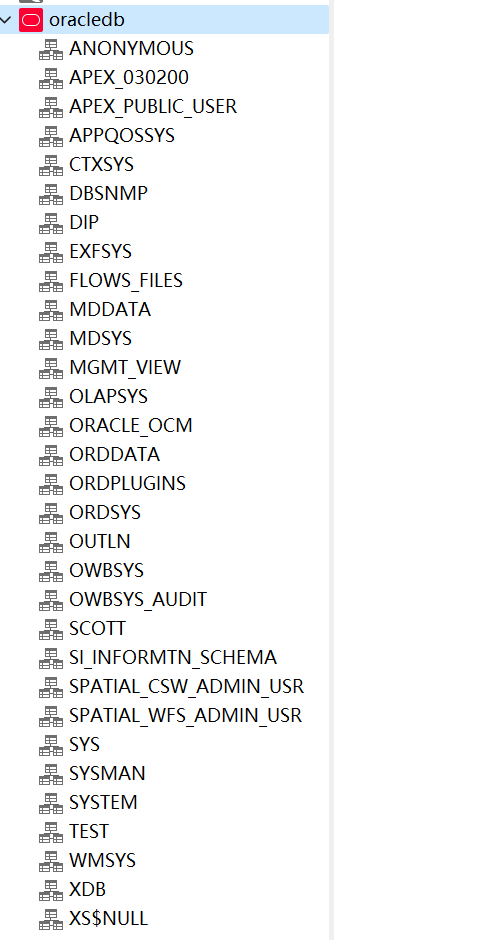 oracledb
ANONYMOUS
APEX_030200
APEX_PUBLIC_USER
APPQOSSYS
CTXSYS
DBSNMP
DIP
EXFSYS
FLOWS_FILES
MDDATA
MDSYS
MGMT_VIEW
OLAPSYS
ORACLE_OCM
ORDDATA
ORDPLUGINS
ORDSYS
OUTLN
OWBSYS
OWBSYS_AUDIT
SCOTT
SI_INFORMTN_SCHEMA
SPATIAL_CSW_ADMIN_USR
SPATIAL_WFS_ADMIN_USR
SYS
SYSMAN
SYSTEM
TEST
WMSYS
XDB
XS$NULL